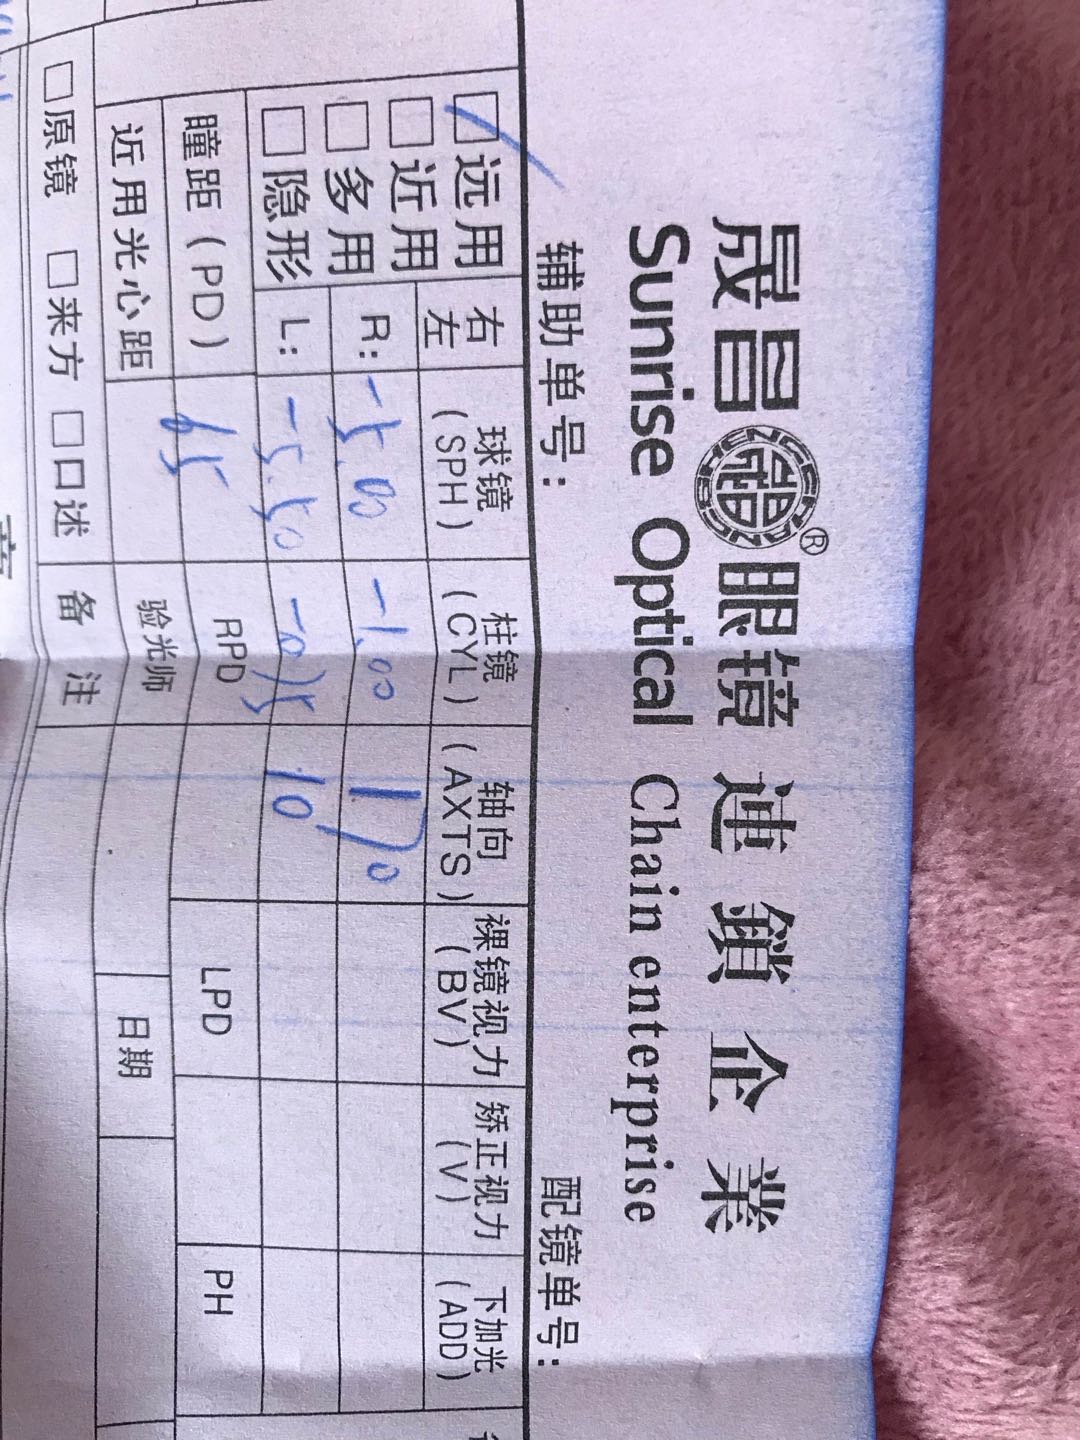 晟昌眼镜連鎖企業
SHENGCHANG ®
Sunrise Optical Chain enterprise
辅助单号： 配镜单号：
□远用 右 球镜 柱镜 轴向 裸镜视力 矫正视力 下加光
□近用 左 (SPH) (CYL) (AXTS) (BV) (V) (ADD)
□多用 R: -5.00 -1.00 170
□隐形 L: -5.50 10
瞳距(PD) 65 RPD LPD PH
近用光心距 验光师 日期
□原镜 □来方 □口述 备注